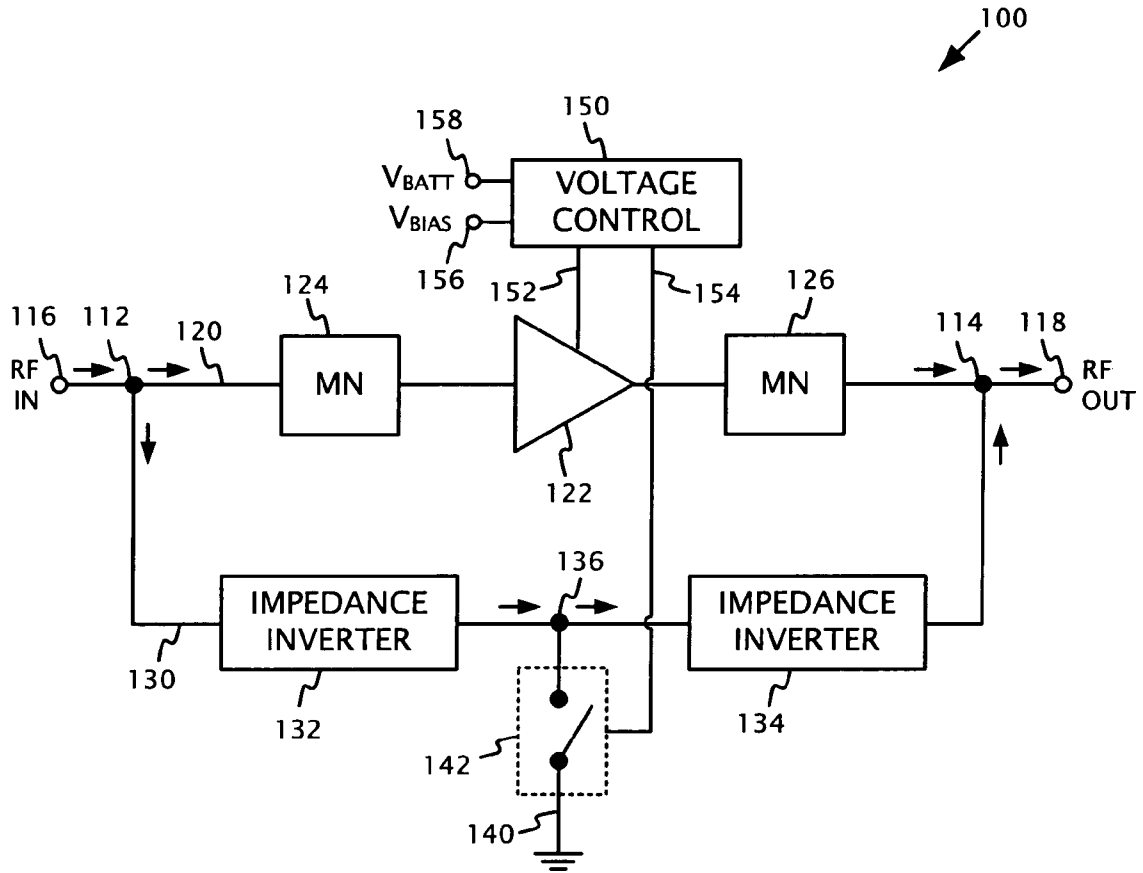 100
158
150
VBATT
VBIAS
VOLTAGE
CONTROL
156
152
154
124
126
116
112
120
114
118
RF
IN
MN
MN
RF
OUT
122
136
IMPEDANCE
INVERTER
IMPEDANCE
INVERTER
130
132
134
142
140